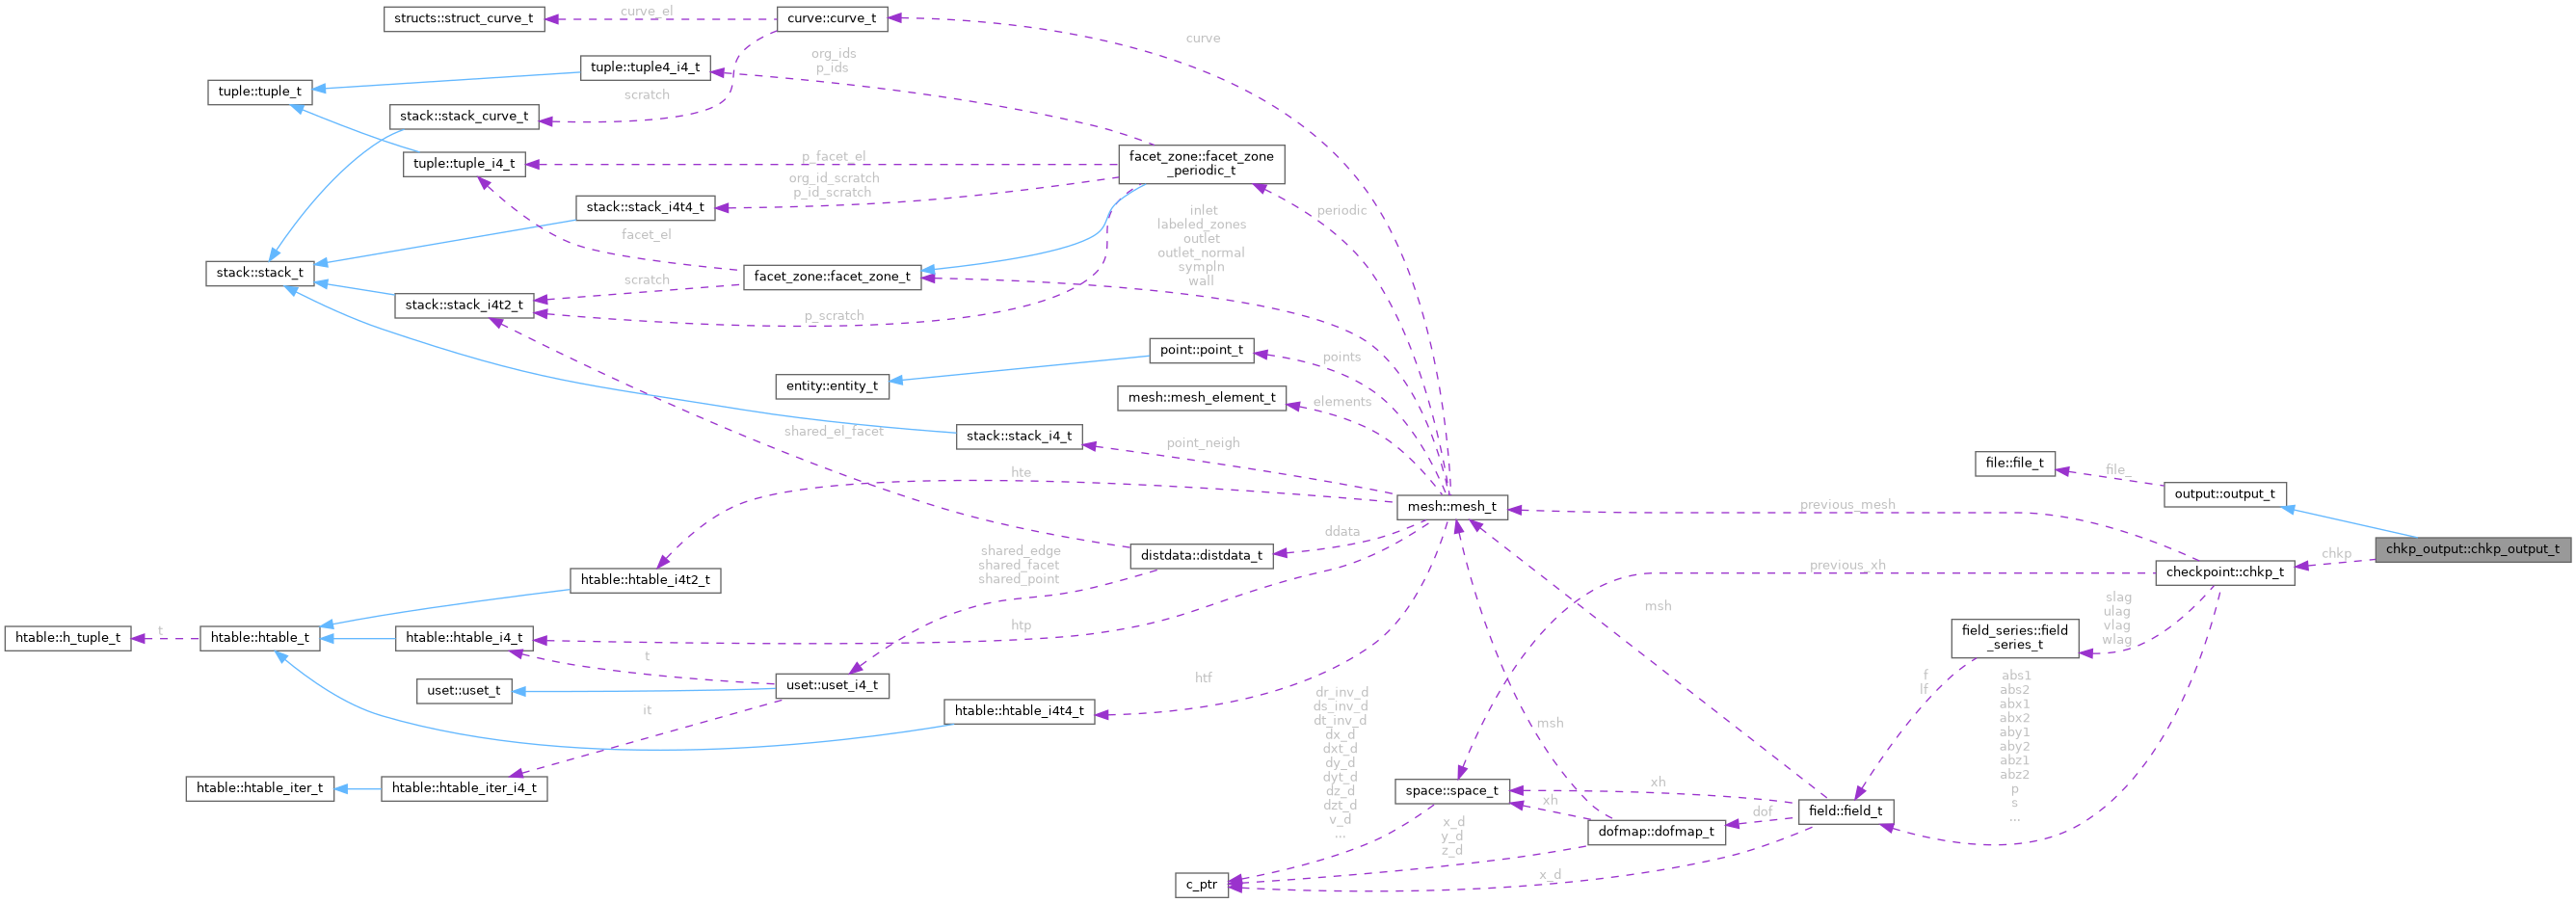 structs::struct_curve_t
curve_el
curve::curve_t
curve
tuple::tuple4_i4_t
org_ids
p_ids
tuple::tuple_t
scratch
stack::stack_curve_t
tuple::tuple_i4_t
p_facet_el
facet_zone::facet_zone
_periodic_t
org_id_scratch
p_id_scratch
stack::stack_i4t4_t
periodic
inlet
labeled_zones
outlet
outlet_normal
sympln
wall
facet_el
stack::stack_t
facet_zone::facet_zone_t
scratch
stack::stack_i4t2_t
p_scratch
point::point_t
points
entity::entity_t
mesh::mesh_element_t
elements
shared_el_facet
stack::stack_i4_t
point_neigh
hte
file::file_t
file_
output::output_t
mesh::mesh_t
previous_mesh
ddata
chkp_output::chkp_output_t
chkp
distdata::distdata_t
shared_edge
shared_facet
shared_point
previous_xh
checkpoint::chkp_t
htable::htable_i4t2_t
msh
slag
ulag
vlag
wlag
htp
htable::h_tuple_t
t
htable::htable_t
htable::htable_i4_t
field_series::field
_series_t
t
uset::uset_t
uset::uset_i4_t
htf
f
lf
abs1
abs2
abx1
abx2
aby1
aby2
abz1
abz2
p
s
...
it
htable::htable_i4t4_t
dr_inv_d
ds_inv_d
dt_inv_d
dx_d
dxt_d
dy_d
dyt_d
dz_d
dzt_d
v_d
...
msh
htable::htable_iter_t
htable::htable_iter_i4_t
space::space_t
xh
xh
dof
field::field_t
x_d
y_d
z_d
dofmap::dofmap_t
c_ptr
x_d